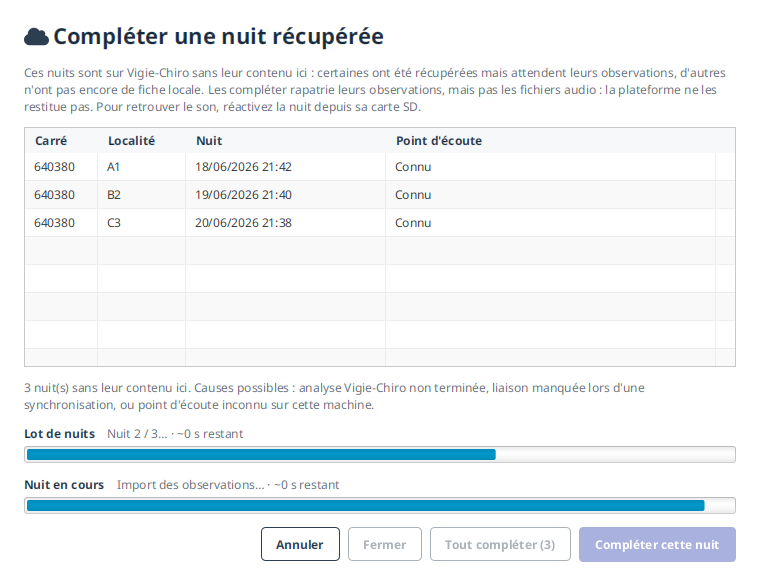 Compléter une nuit récupérée
Ces nuits sont sur Vigie-Chiro sans leur contenu ici : certaines ont été récupérées mais attendent leurs observations, d'autres
n'ont pas encore de fiche locale. Les compléter rapatrie leurs observations, mais pas les fichiers audio : la plateforme ne les
restitue pas. Pour retrouver le son, réactivez la nuit depuis sa carte SD.
Carré Localité Nuit Point d'écoute
640380 A1 18/06/2026 21:42 Connu
640380 B2 19/06/2026 21:40 Connu
640380 C3 20/06/2026 21:38 Connu
3 nuit(s) sans leur contenu ici. Causes possibles : analyse Vigie-Chiro non terminée, liaison manquée lors d'une
synchronisation, ou point d'écoute inconnu sur cette machine.
Lot de nuits Nuit 2 / 3… · ~0 s restant
Nuit en cours Import des observations… · ~0 s restant
Annuler Fermer Tout compléter (3) Compléter cette nuit